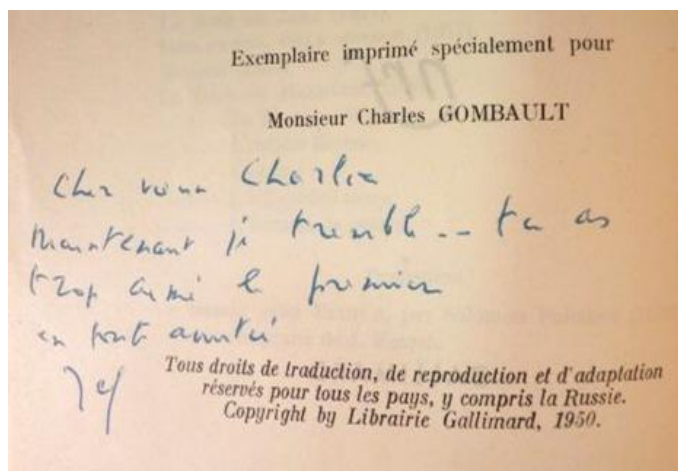 Exemplaire imprimé spécialement pour
Monsieur Charles GOMBAULT
Cher vieux Charlie
maintenant je tremble -- tu as
trop aimé le premier
en toute amitié
Jef
Tous droits de traduction, de reproduction et d'adaptation
réservés pour tous les pays, y compris la Russie.
Copyright by Librairie Gallimard, 1950.